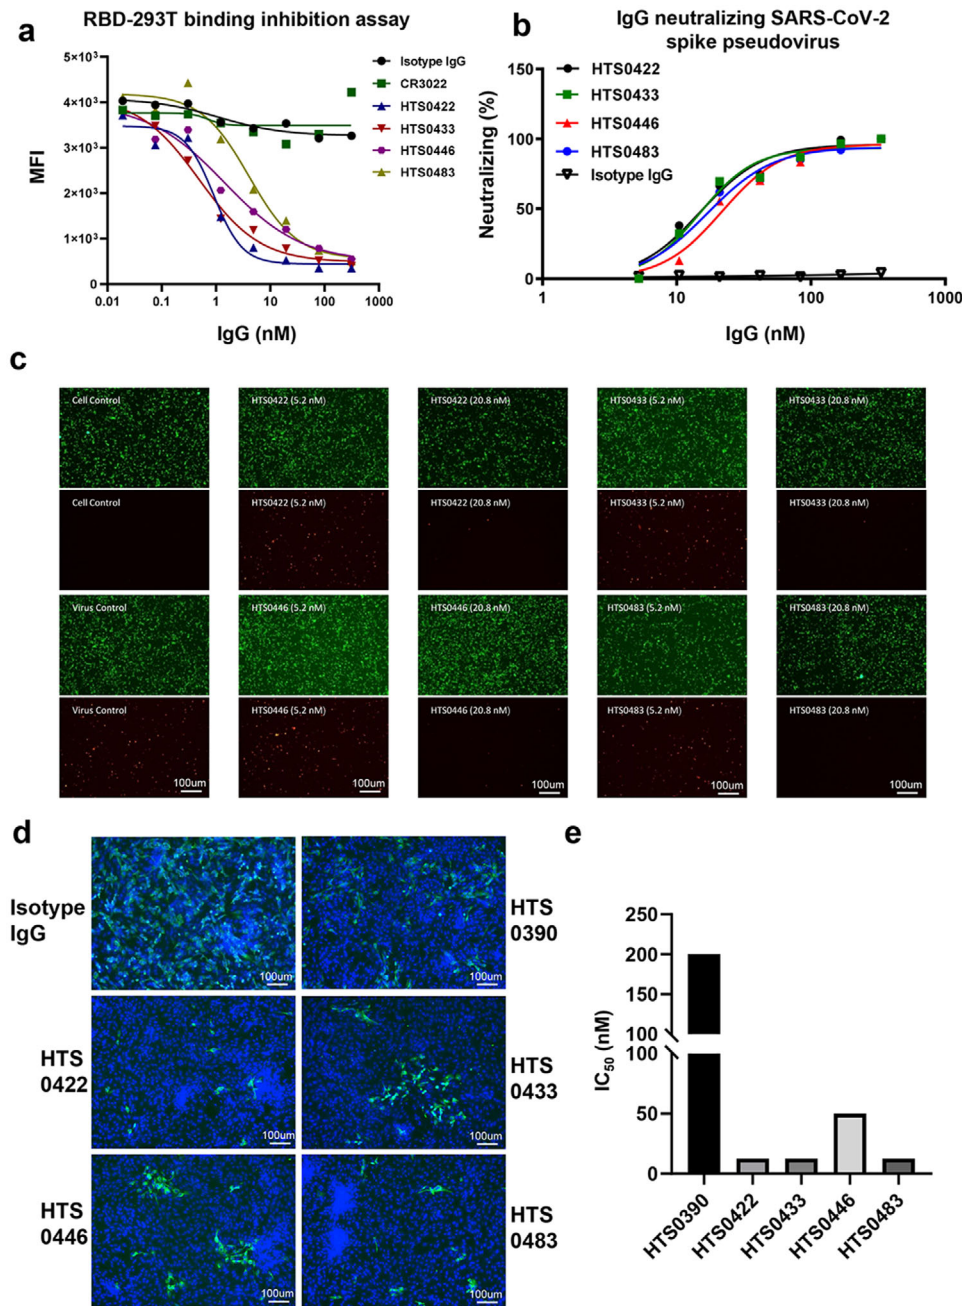 a
RBD-293T binding inhibition assay
5×10³
4×10³
3×10³
2×10³
1×10³
0
MFI
0.01
0.1
1
10
100
1000
IgG (nM)
Isotype IgG
CR3022
HTS0422
HTS0433
HTS0446
HTS0483
b
IgG neutralizing SARS-CoV-2
spike pseudovirus
150
100
50
0
Neutralizing (%)
HTS0422
HTS0433
HTS0446
HTS0483
Isotype IgG
1
10
100
1000
IgG (nM)
c
Cell Control
HTS0422 (5.2 nM)
HTS0422 (20.8 nM)
HTS0433 (5.2 nM)
HTS0433 (20.8 nM)
Cell Control
HTS0422 (5.2 nM)
HTS0422 (20.8 nM)
HTS0433 (5.2 nM)
HTS0433 (20.8 nM)
Virus Control
HTS0446 (5.2 nM)
HTS0446 (20.8 nM)
HTS0483 (5.2 nM)
HTS0483 (20.8 nM)
Virus Control
HTS0446 (5.2 nM)
HTS0446 (20.8 nM)
HTS0483 (5.2 nM)
HTS0483 (20.8 nM)
100um
100um
100um
100um
100um
d
Isotype
IgG
100um
HTS
0390
100um
HTS
0422
100um
HTS
0433
100um
HTS
0446
100um
HTS
0483
100um
e
250
200
150
100
100
50
0
IC₅₀ (nM)
HTS0390
HTS0422
HTS0433
HTS0446
HTS0483